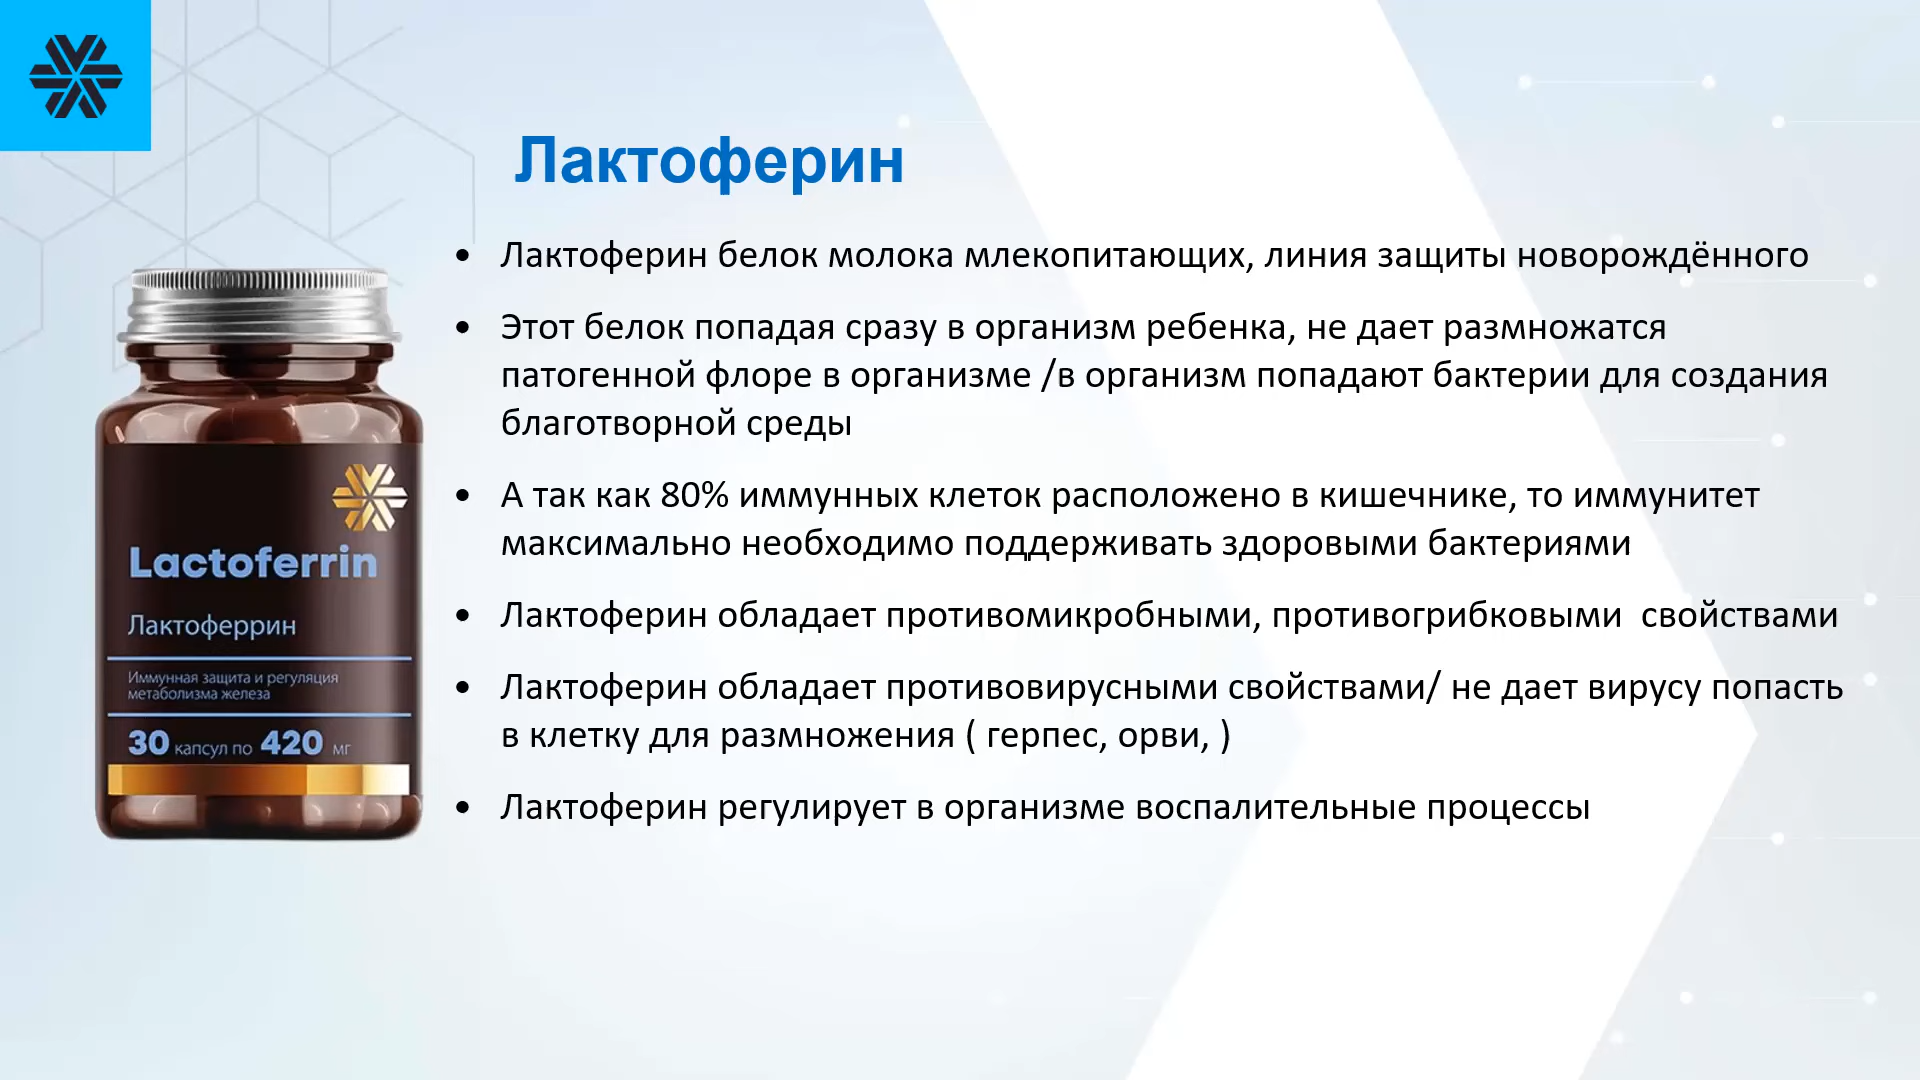 Лактоферин
• Лактоферин белок молока млекопитающих, линия защиты новорождённого
• Этот белок попадая сразу в организм ребенка, не дает размножатся
патогенной флоре в организме /в организм попадают бактерии для создания
благотворной среды
• А так как 80% иммунных клеток расположено в кишечнике, то иммунитет
максимально необходимо поддерживать здоровыми бактериями
• Лактоферин обладает противомикробными, противогрибковыми  свойствами
• Лактоферин обладает противовирусными свойствами/ не дает вирусу попасть
в клетку для размножения ( герпес, орви, )
• Лактоферин регулирует в организме воспалительные процессы
Lactoferrin
Лактоферрин
Иммунная защита и регуляция
метаболизма железа
30 капсул по 420 мг